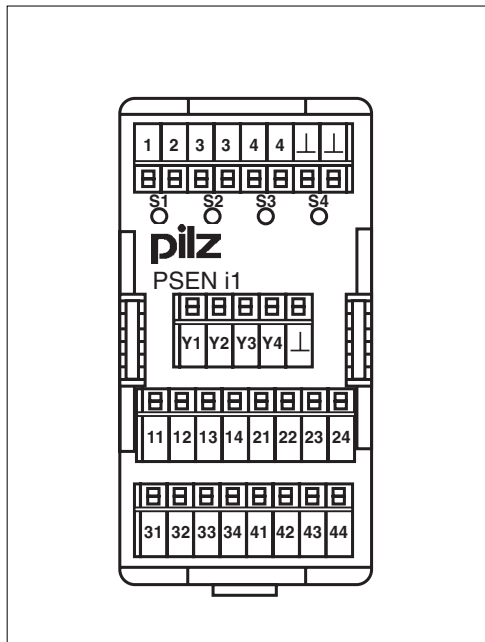 1 2 3 3 4 4 ⊥ ⊥
S1 S2 S3 S4
pilz
PSEN i1
Y1 Y2 Y3 Y4 ⊥
11 12 13 14 21 22 23 24
31 32 33 34 41 42 43 44